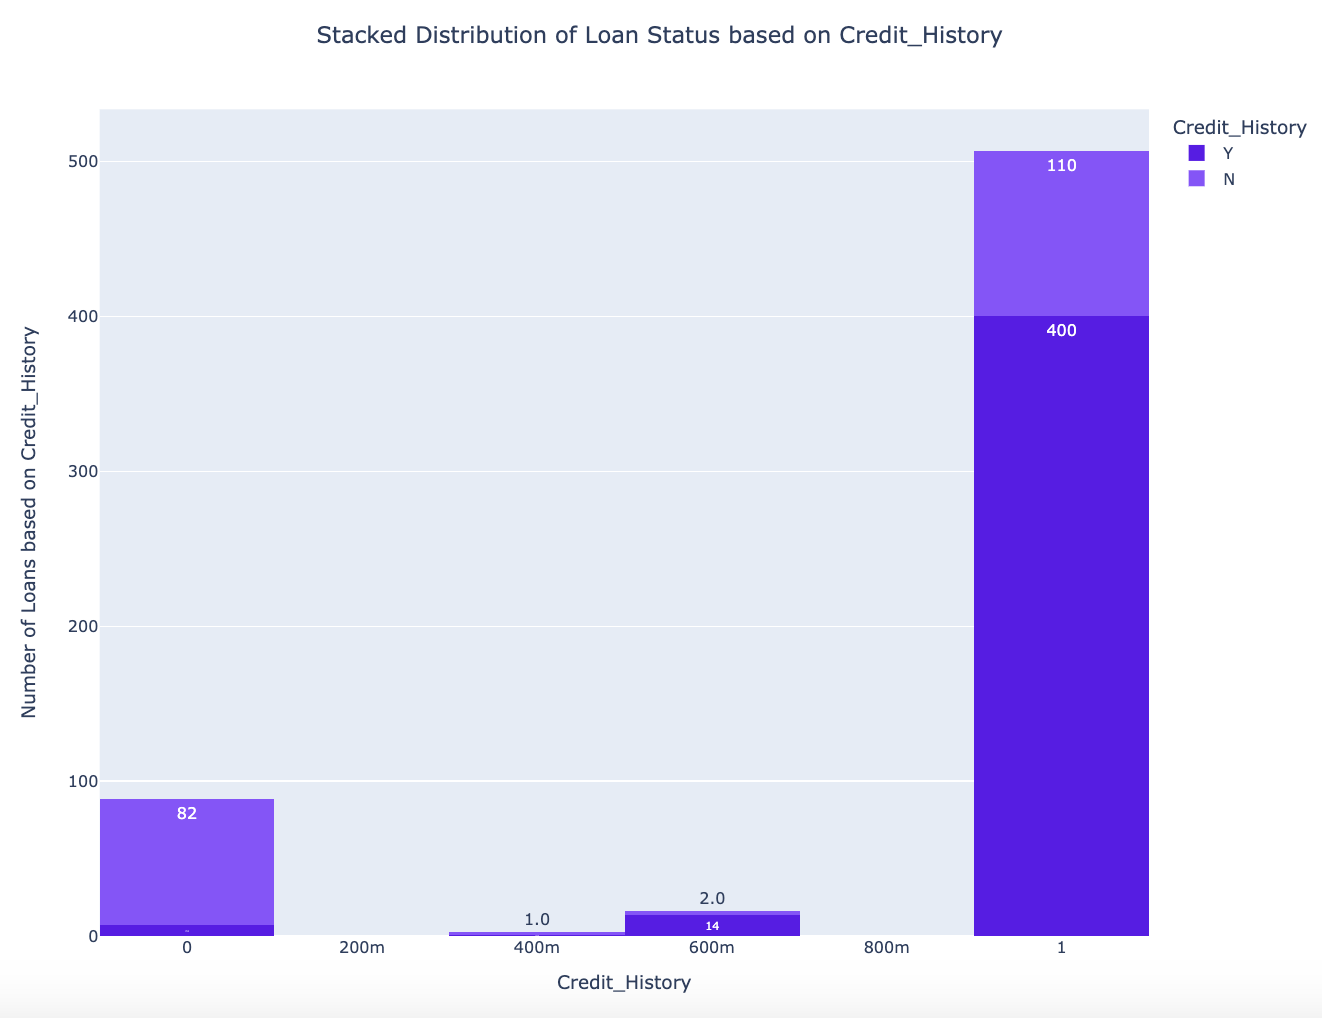 Stacked Distribution of Loan Status based on Credit_History
Credit_History
Y
N
500
400
300
200
100
0
Number of Loans based on Credit_History
110
400
82
1.0
2.0
14
0
200m
400m
600m
800m
1
Credit_History